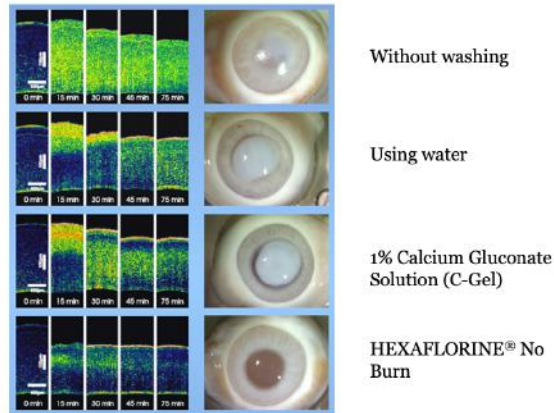 0 min 15 min 30 min 45 min 75 min
Without washing
0 min 15 min 30 min 45 min 75 min
Using water
0 min 15 min 30 min 45 min 75 min
1% Calcium Gluconate
Solution (C-Gel)
0 min 15 min 30 min 45 min 75 min
HEXAFLORINE® No
Burn